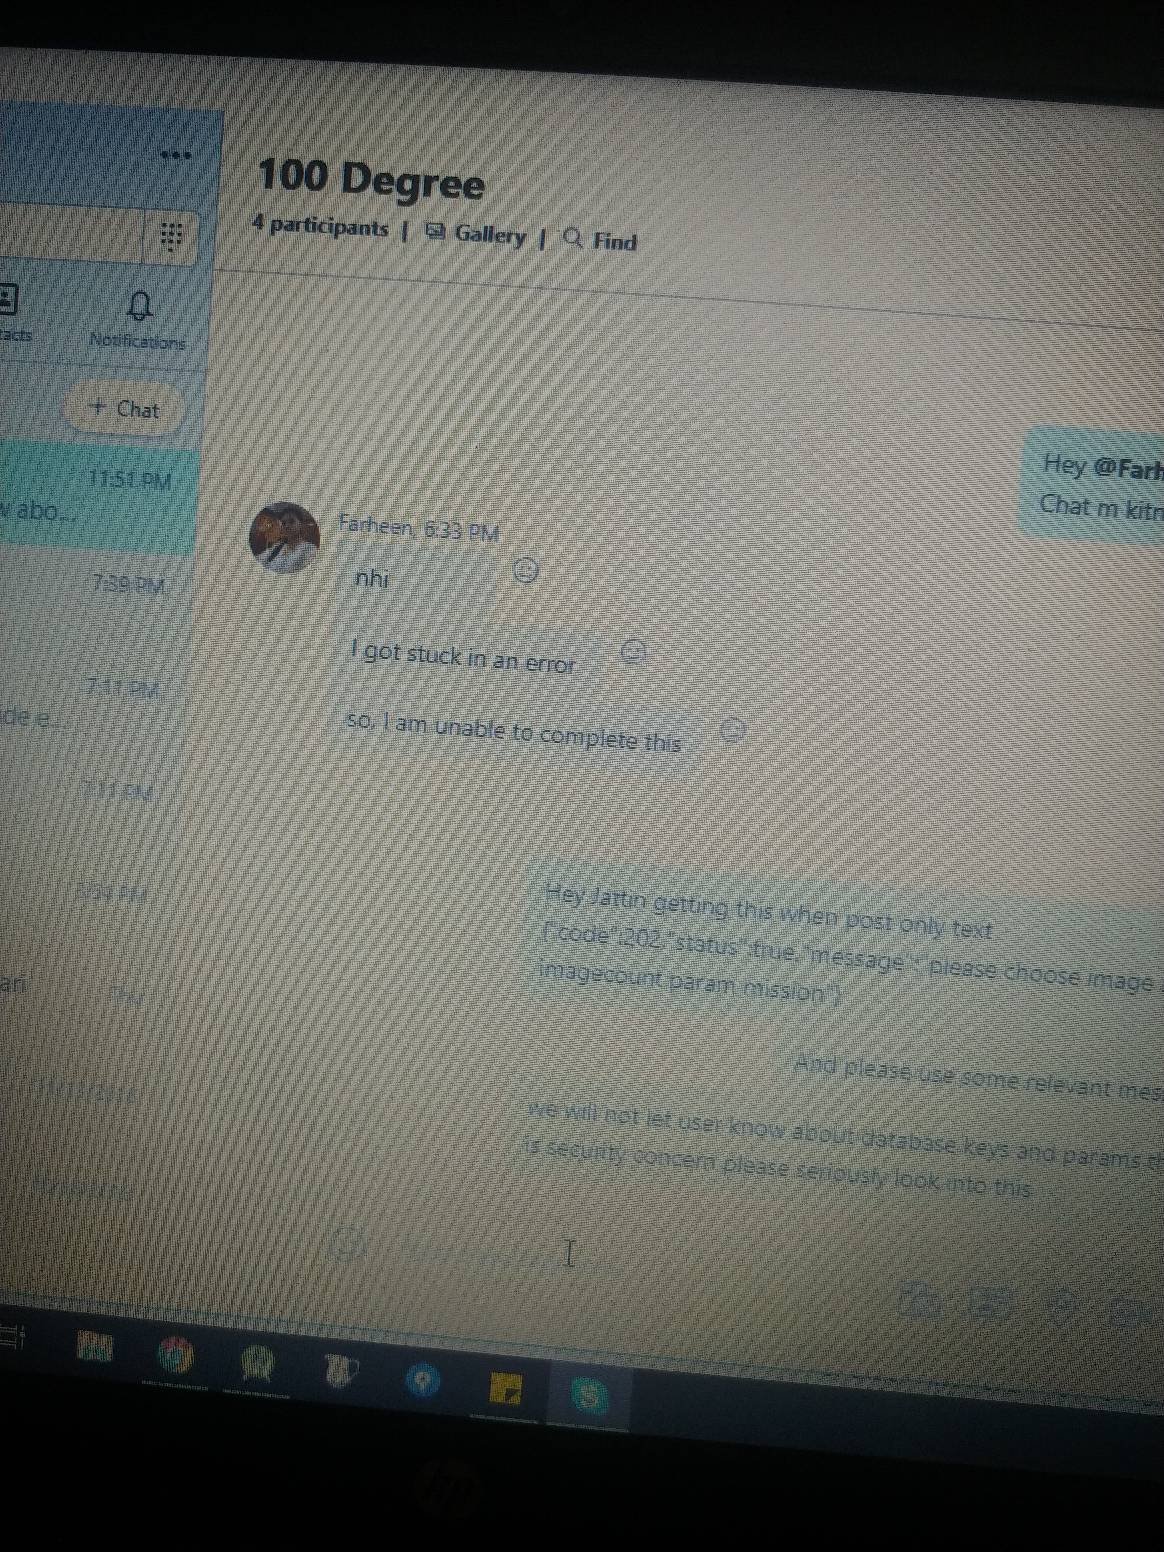 100 Degree
4 participants | Gallery | Find
acts
Notifications
+ Chat
11:51 PM
v abo...
7:39 PM
7:11 PM
de e...
7:11 PM
ari
Thu
Hey @Farh
Chat m kitn
Farheen, 6:33 PM
nhi
I got stuck in an error
so, I am unable to complete this
Hey Jattin getting this when post only text
{"code":202,"status":true,"message":"please choose image
imagecount param mission"}
And please use some relevant mes
we will not let user know about database keys and params
is security concern please seriously look into this
hp